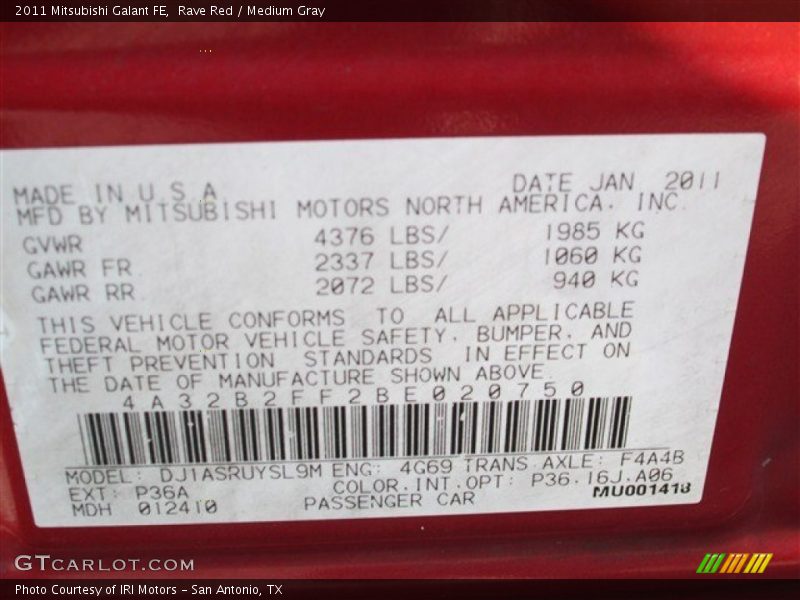 2011 Mitsubishi Galant FE, Rave Red / Medium Gray
MADE IN U S A DATE JAN 2011
MFD BY MITSUBISHI MOTORS NORTH AMERICA. INC.
GVWR 4376 LBS/ 1985 KG
GAWR FR 2337 LBS/ 1060 KG
GAWR RR 2072 LBS/ 940 KG
THIS VEHICLE CONFORMS TO ALL APPLICABLE
FEDERAL MOTOR VEHICLE SAFETY. BUMPER. AND
THEFT PREVENTION STANDARDS IN EFFECT ON
THE DATE OF MANUFACTURE SHOWN ABOVE.
4A32B2FF2BE020750
MODEL: DJ1ASRUYSL9M ENG: 4G69 TRANS AXLE: F4A4B
EXT: P36A COLOR.INT.OPT: P36.16J.A06
MDH 012410 PASSENGER CAR MU001418
GTCARLOT.COM
Photo Courtesy of IRI Motors - San Antonio, TX